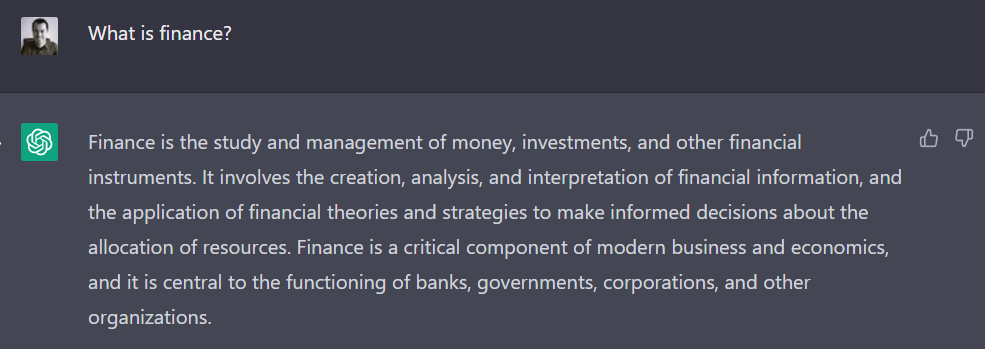 What is finance?
Finance is the study and management of money, investments, and other financial
instruments. It involves the creation, analysis, and interpretation of financial information, and
the application of financial theories and strategies to make informed decisions about the
allocation of resources. Finance is a critical component of modern business and economics,
and it is central to the functioning of banks, governments, corporations, and other
organizations.